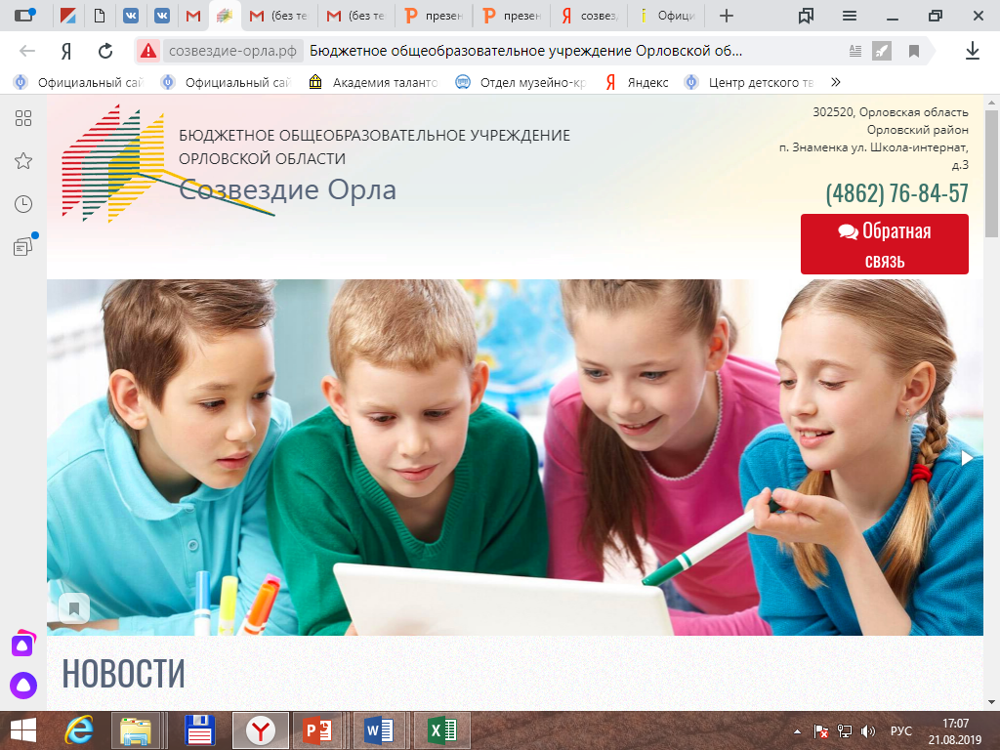 (без те
(без те
презен
презен
созвез
Офици
созвездие-орла.рф
Бюджетное общеобразовательное учреждение Орловской об...
Официальный сай
Официальный сай
Академия таланто
Отдел музейно-кр
Яндекс
Центр детского тв
БЮДЖЕТНОЕ ОБЩЕОБРАЗОВАТЕЛЬНОЕ УЧРЕЖДЕНИЕ
ОРЛОВСКОЙ ОБЛАСТИ
Созвездие Орла
302520, Орловская область
Орловский район
п. Знаменка ул. Школа-интернат,
д.3
(4862) 76-84-57
Обратная
связь
НОВОСТИ
РУС
17:07
21.08.2019